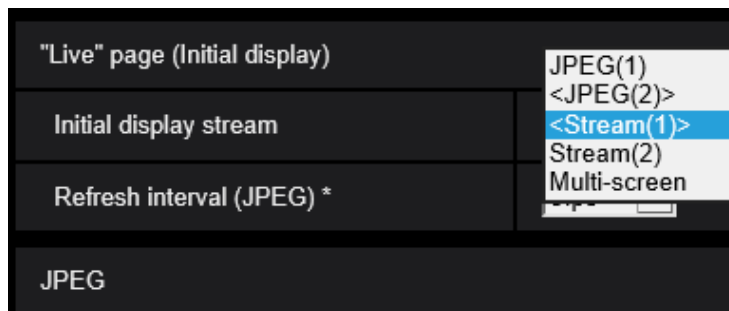 "Live" page (Initial display)
JPEG(1)
<JPEG(2)>
Initial display stream
<Stream(1)>
Stream(2)
Multi-screen
Refresh interval (JPEG) *
JPEG